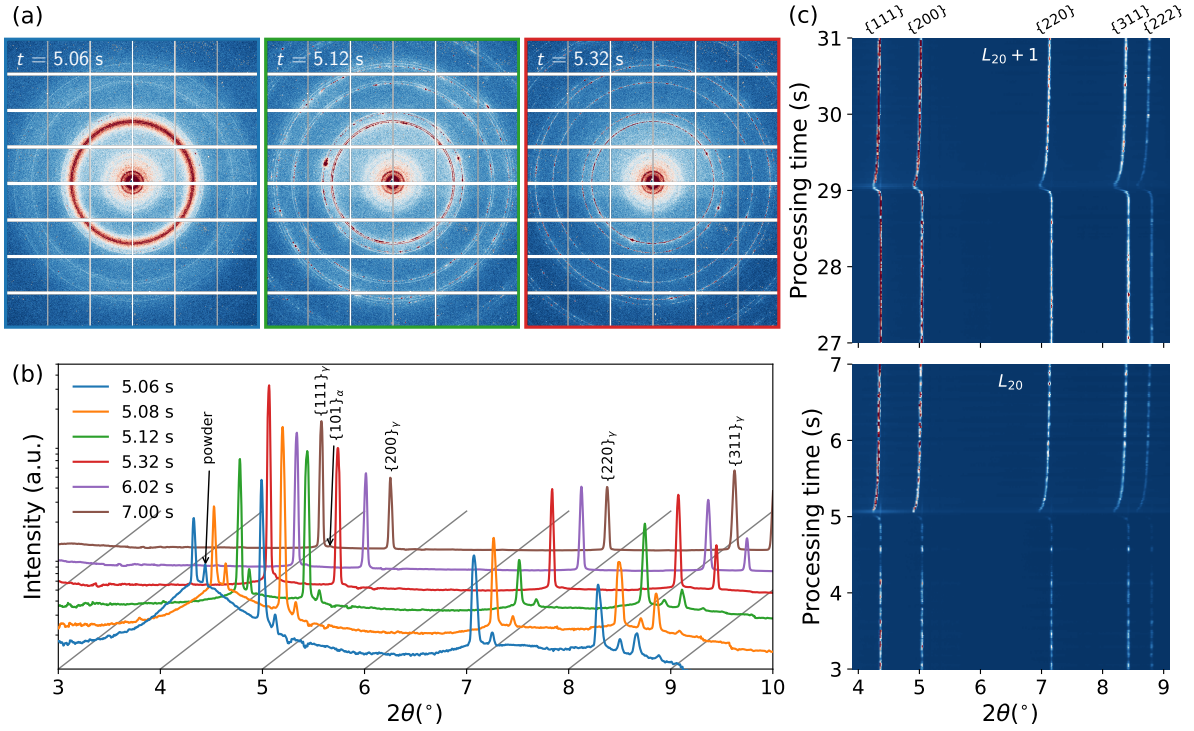 (a)
t = 5.06 s
t = 5.12 s
t = 5.32 s
(b)
Intensity (a.u.)
5.06 s
5.08 s
5.12 s
5.32 s
6.02 s
7.00 s
powder
{111}γ
{101}α
{200}γ
{220}γ
{311}γ
3 4 5 6 7 8 9 10
2θ(°)
(c)
{111} {200} {220} {311} {222}
L20 + 1
Processing time (s)
31
30
29
28
27
L20
Processing time (s)
7
6
5
4
3
4 5 6 7 8 9
2θ(°)